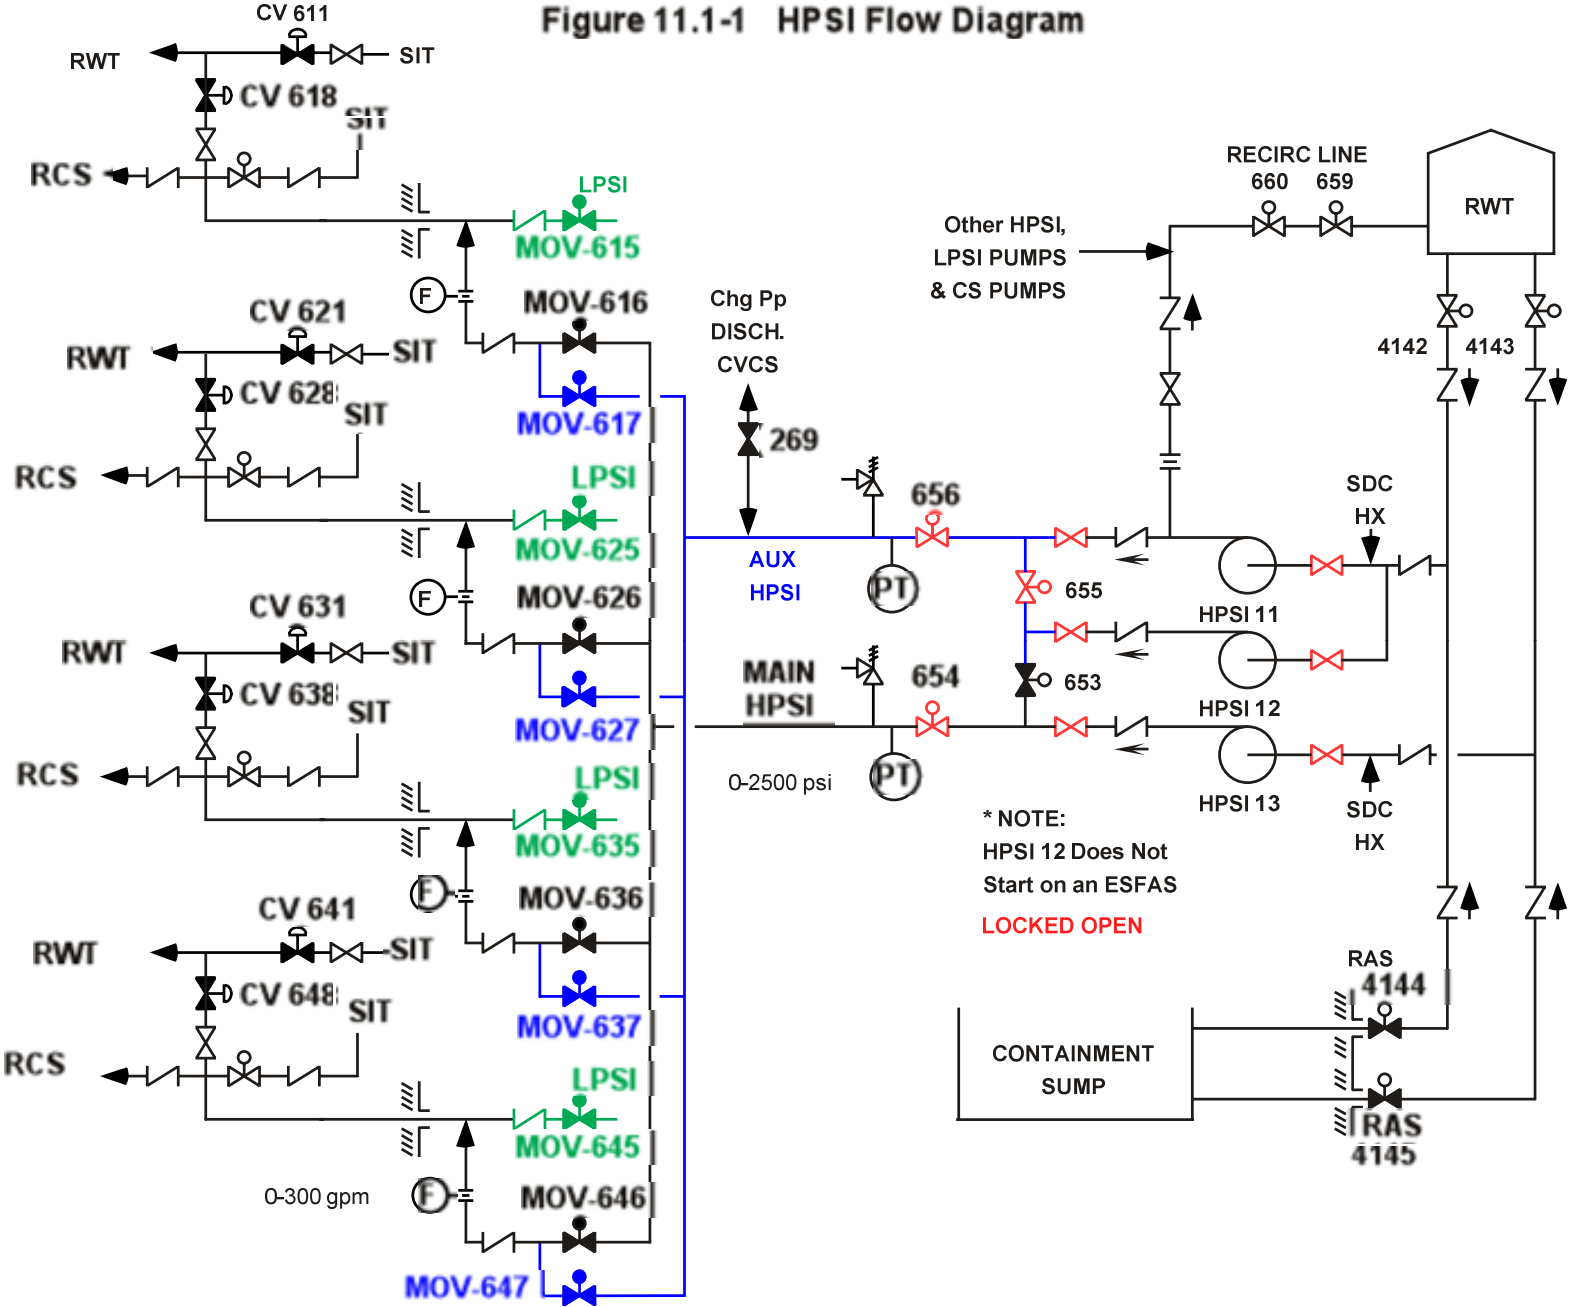 Figure 11.1-1 HPSI Flow Diagram
CV 611
RWT
SIT
CV 618
SIT
RCS
LPSI
MOV-615
F
MOV-616
MOV-617
CV 621
RWT
SIT
CV 628
SIT
RCS
LPSI
MOV-625
F
MOV-626
MOV-627
CV 631
RWT
SIT
CV 638
SIT
RCS
LPSI
MOV-635
F
MOV-636
MOV-637
CV 641
RWT
SIT
CV 648
SIT
RCS
LPSI
MOV-645
F
0-300 gpm
MOV-646
MOV-647
Chg Pp
DISCH.
CVCS
269
AUX
HPSI
PT
656
655
MAIN
HPSI
PT
654
653
0-2500 psi
Other HPSI,
LPSI PUMPS
& CS PUMPS
RECIRC LINE
660 659
RWT
4142 4143
SDC
HX
HPSI 11
HPSI 12
HPSI 13
SDC
HX
* NOTE:
HPSI 12 Does Not
Start on an ESFAS
LOCKED OPEN
RAS
4144
CONTAINMENT
SUMP
RAS
4145